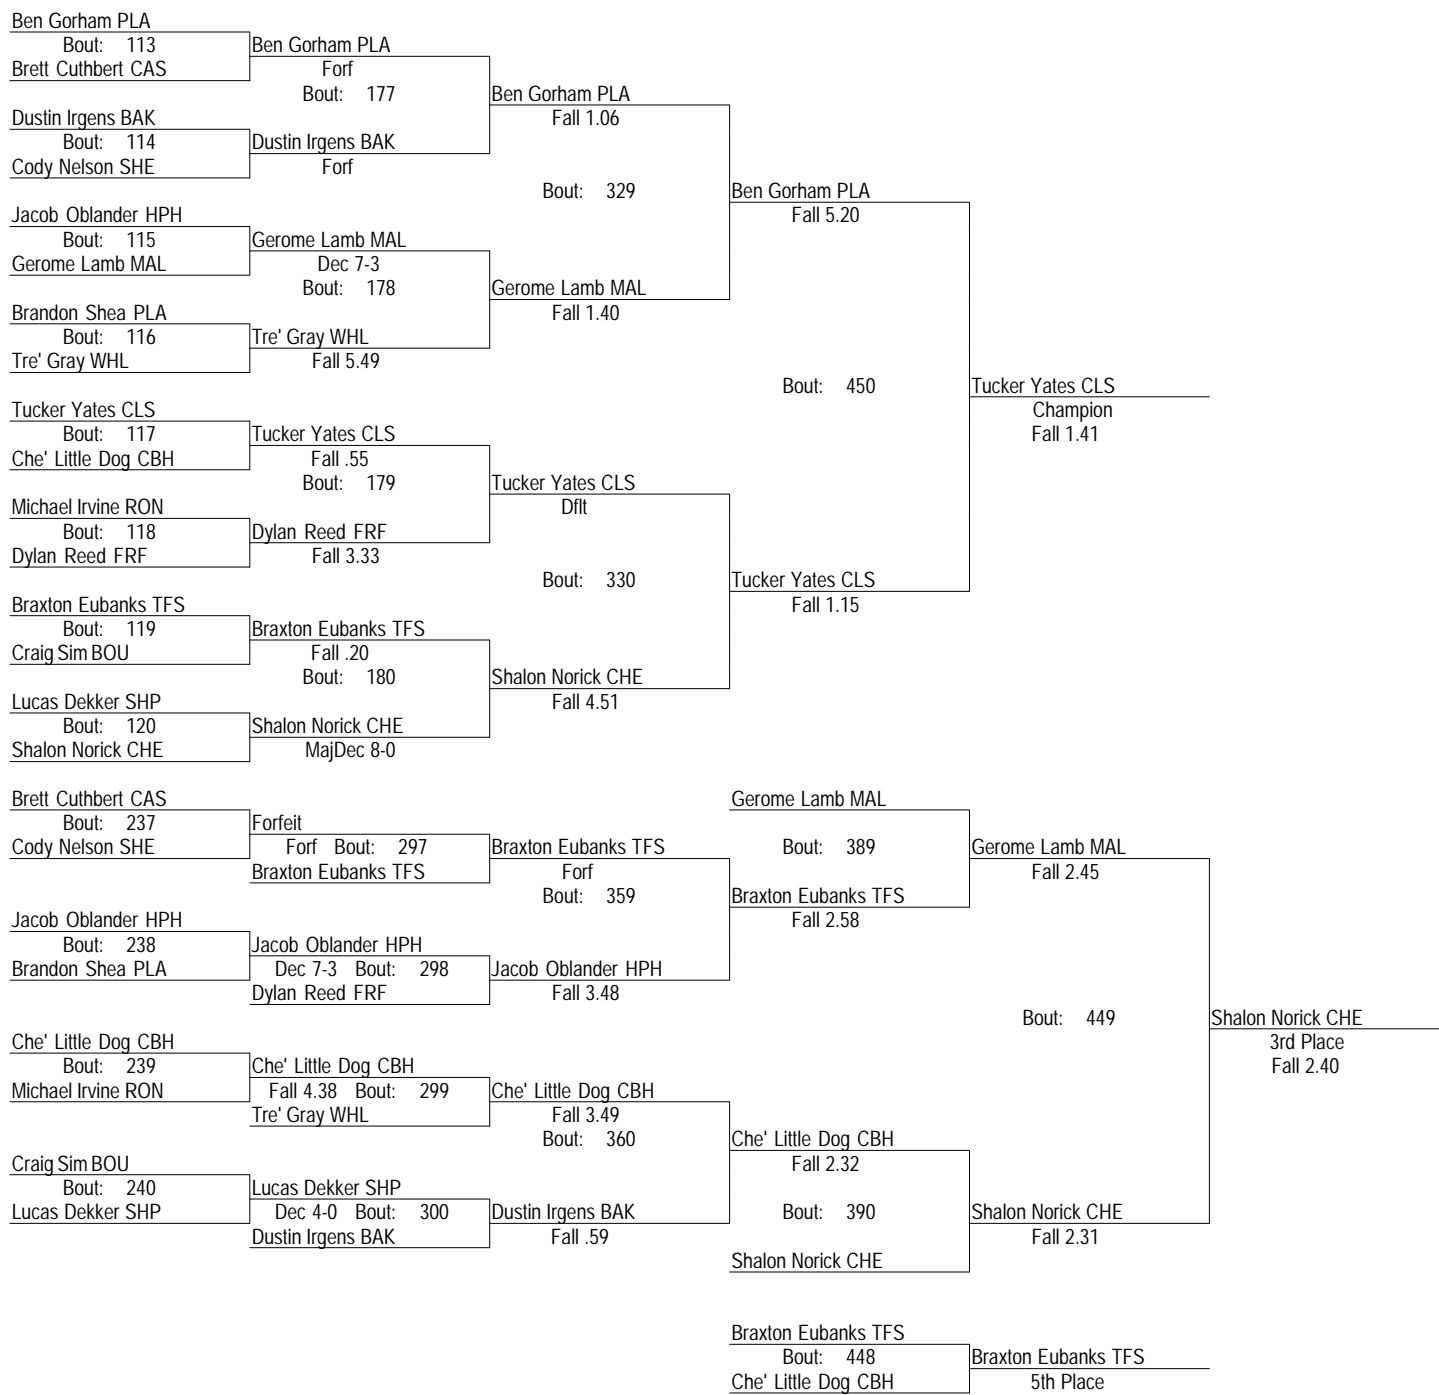 Ben Gorham PLA
Bout: 113
Ben Gorham PLA
Brett Cuthbert CAS
Forf
Bout: 177
Ben Gorham PLA
Dustin Irgens BAK
Fall 1.06
Bout: 114
Dustin Irgens BAK
Cody Nelson SHE
Forf
Bout: 329
Ben Gorham PLA
Jacob Oblander HPH
Fall 5.20
Bout: 115
Gerome Lamb MAL
Gerome Lamb MAL
Dec 7-3
Bout: 178
Gerome Lamb MAL
Brandon Shea PLA
Fall 1.40
Bout: 116
Tre' Gray WHL
Tre' Gray WHL
Fall 5.49
Bout: 450
Tucker Yates CLS
Tucker Yates CLS
Champion
Bout: 117
Tucker Yates CLS
Fall 1.41
Che' Little Dog CBH
Fall .55
Bout: 179
Tucker Yates CLS
Michael Irvine RON
Dflt
Bout: 118
Dylan Reed FRF
Dylan Reed FRF
Fall 3.33
Bout: 330
Tucker Yates CLS
Braxton Eubanks TFS
Fall 1.15
Bout: 119
Braxton Eubanks TFS
Craig Sim BOU
Fall .20
Bout: 180
Shalon Norick CHE
Lucas Dekker SHP
Fall 4.51
Bout: 120
Shalon Norick CHE
Shalon Norick CHE
MajDec 8-0
Brett Cuthbert CAS
Gerome Lamb MAL
Bout: 237
Forfeit
Cody Nelson SHE
Forf Bout: 297
Braxton Eubanks TFS
Bout: 389
Gerome Lamb MAL
Braxton Eubanks TFS
Forf
Fall 2.45
Bout: 359
Braxton Eubanks TFS
Jacob Oblander HPH
Fall 2.58
Bout: 238
Jacob Oblander HPH
Brandon Shea PLA
Dec 7-3 Bout: 298
Jacob Oblander HPH
Dylan Reed FRF
Fall 3.48
Bout: 449
Shalon Norick CHE
Che' Little Dog CBH
3rd Place
Bout: 239
Che' Little Dog CBH
Fall 2.40
Michael Irvine RON
Fall 4.38 Bout: 299
Che' Little Dog CBH
Tre' Gray WHL
Fall 3.49
Bout: 360
Che' Little Dog CBH
Craig Sim BOU
Fall 2.32
Bout: 240
Lucas Dekker SHP
Lucas Dekker SHP
Dec 4-0 Bout: 300
Dustin Irgens BAK
Bout: 390
Shalon Norick CHE
Dustin Irgens BAK
Fall .59
Fall 2.31
Shalon Norick CHE
Braxton Eubanks TFS
Bout: 448
Braxton Eubanks TFS
Che' Little Dog CBH
5th Place